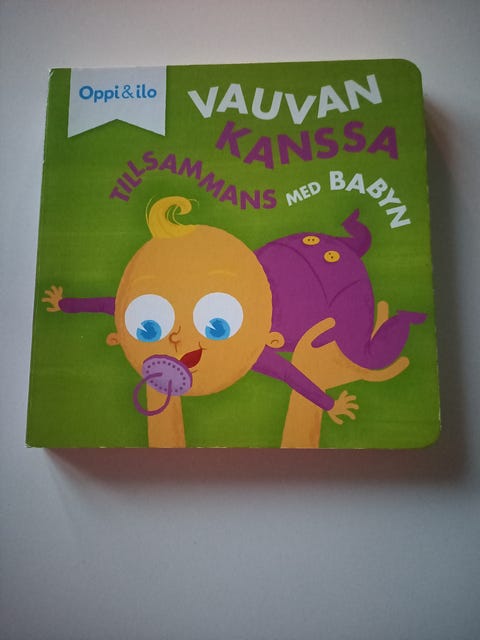 Oppi&ilo
VAUVAN
KANSSA
TILLSAMMANS MED BABYN